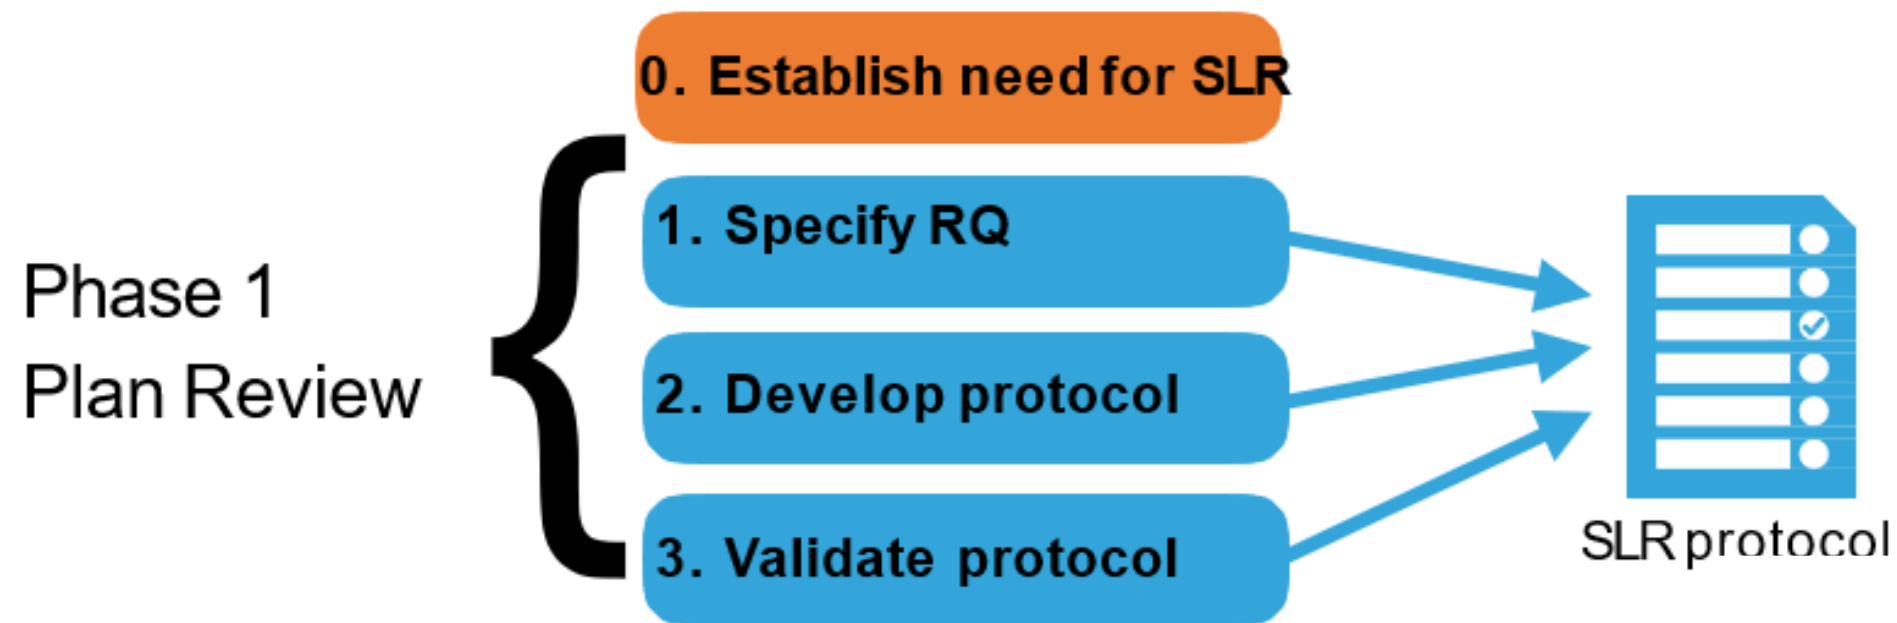 0. Establish need for SLR
1. Specify RQ
Phase 1
Plan Review
2. Develop protocol
3. Validate protocol
SLR protocol